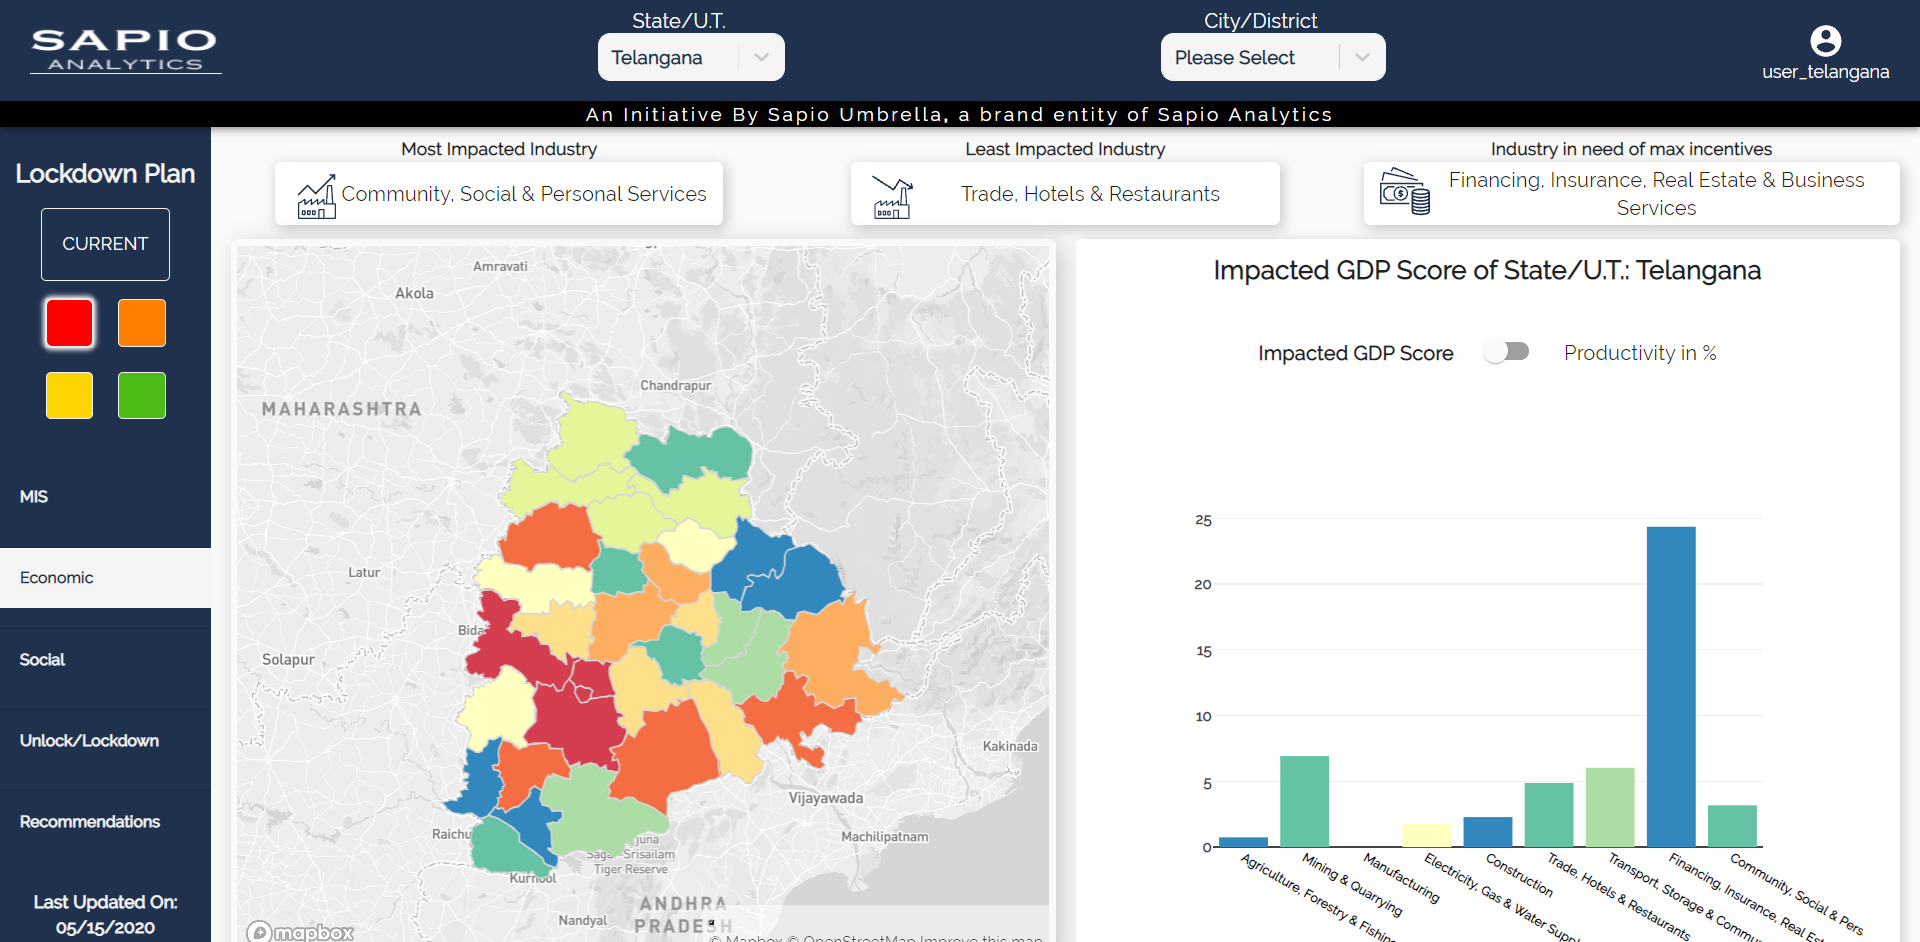 SAPIO
ANALYTICS
State/U.T.
Telangana
City/District
Please Select
user_telangana
An Initiative By Sapio Umbrella, a brand entity of Sapio Analytics
Lockdown Plan
CURRENT
MIS
Economic
Social
Unlock/Lockdown
Recommendations
Last Updated On:
05/15/2020
Most Impacted Industry
Community, Social & Personal Services
Least Impacted Industry
Trade, Hotels & Restaurants
Industry in need of max incentives
Financing, Insurance, Real Estate & Business
Services
Amravati
Akola
Chandrapur
MAHARASHTRA
Latur
Bida
Solapur
Kakinada
Vijayawada
Raichu
Machilipatnam
juna
Saga Srisailam
Tiger Reserve
Kurnool
ANDHRA
PRADESH
Nandyal
mapbox
© Mapbox © OpenStreetMap Improve this map
Impacted GDP Score of State/U.T.: Telangana
Impacted GDP Score
Productivity in %
25
20
15
10
5
0
Agriculture, Forestry & Fishing
Mining & Quarrying
Manufacturing
Electricity, Gas & Water Suppl
Construction
Trade, Hotels & Restaurants
Transport, Storage & Commu
Financing, Insurance, Real Est
Community, Social & Pers